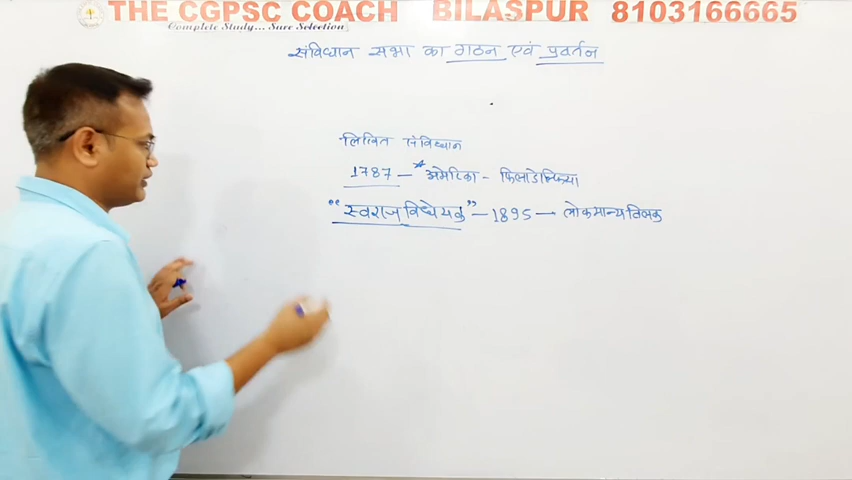 THE CGPSC COACH BILASPUR 8103166665
Complete Study... Sure Selection
संविधान सभा का गठन एवं प्रवर्तन
लिखित संविधान
1787 - * अमेरिका - फिलाडेल्फिया
"स्वराज विधेयक" - 1895 - लोकमान्य तिलक